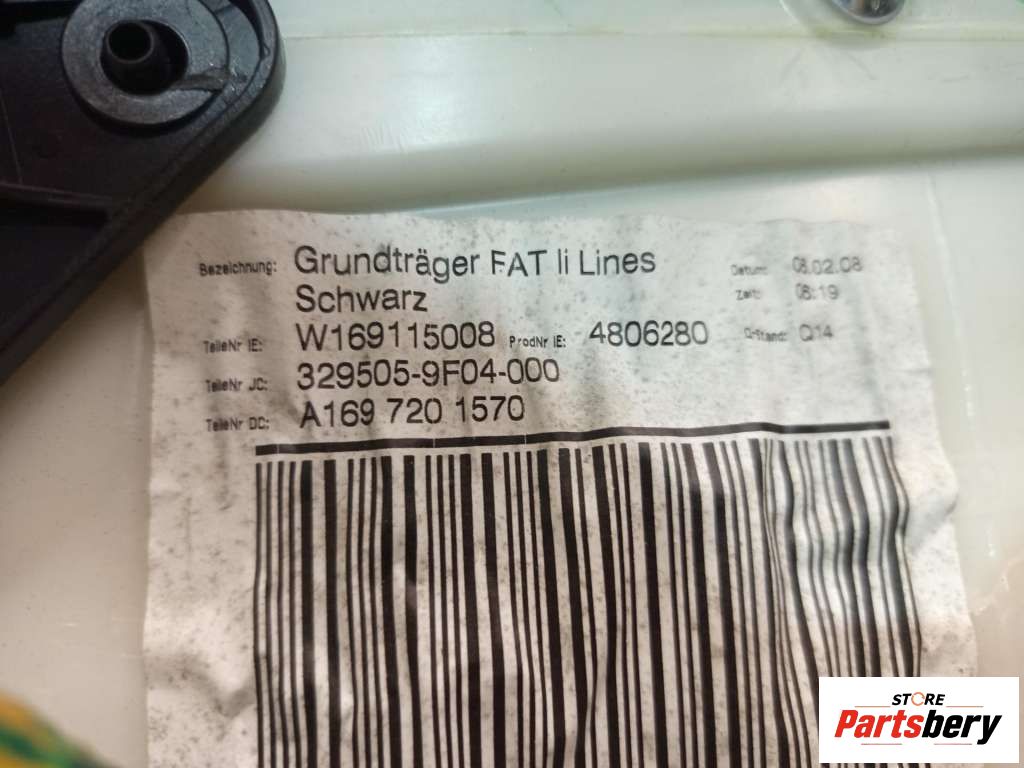 Bezeichnung: Grundträger FAT li Lines Datum: 08.02.08
Schwarz Zeit: 08:19
TeileNr IE: W169115008 ProdNr IE: 4806280 Q-Stand: Q14
TeileNr JC: 329505-9F04-000
TeileNr DC: A169 720 1570
STORE
Partsbery